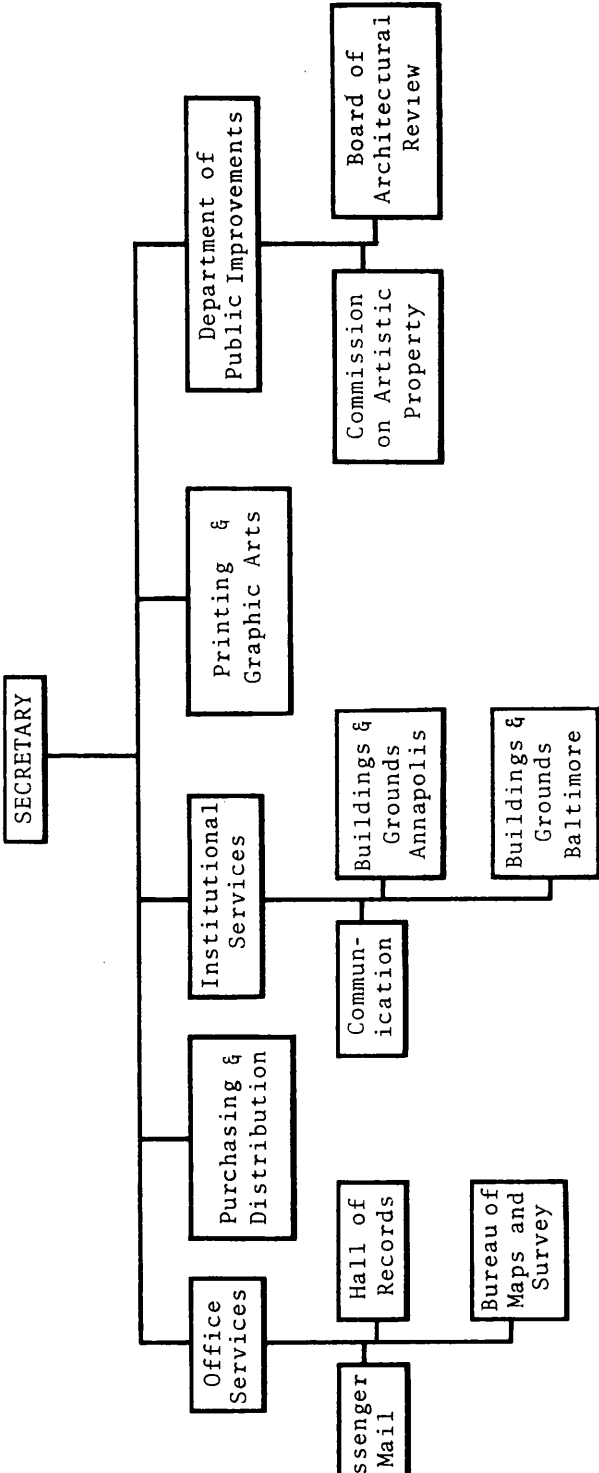 SECRETARY
Office
Services
Purchasing &
Distribution
Institutional
Services
Printing &
Graphic Arts
Department of
Public Improvements
Mail
Hall of
Records
Bureau of
Maps and
Survey
Commun-
ication
Buildings &
Grounds
Annapolis
Buildings &
Grounds
Baltimore
Commission
on Artistic
Property
Board of
Architectural
Review